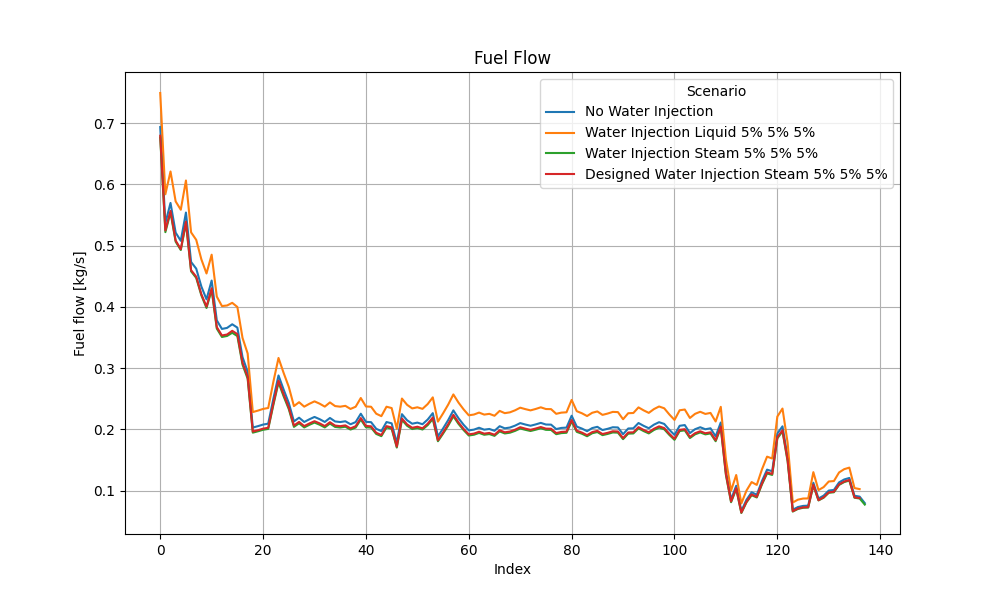 Fuel Flow
Scenario
No Water Injection
Water Injection Liquid 5% 5% 5%
Water Injection Steam 5% 5% 5%
Designed Water Injection Steam 5% 5% 5%
Fuel flow [kg/s]
0.7
0.6
0.5
0.4
0.3
0.2
0.1
0 20 40 60 80 100 120 140
Index